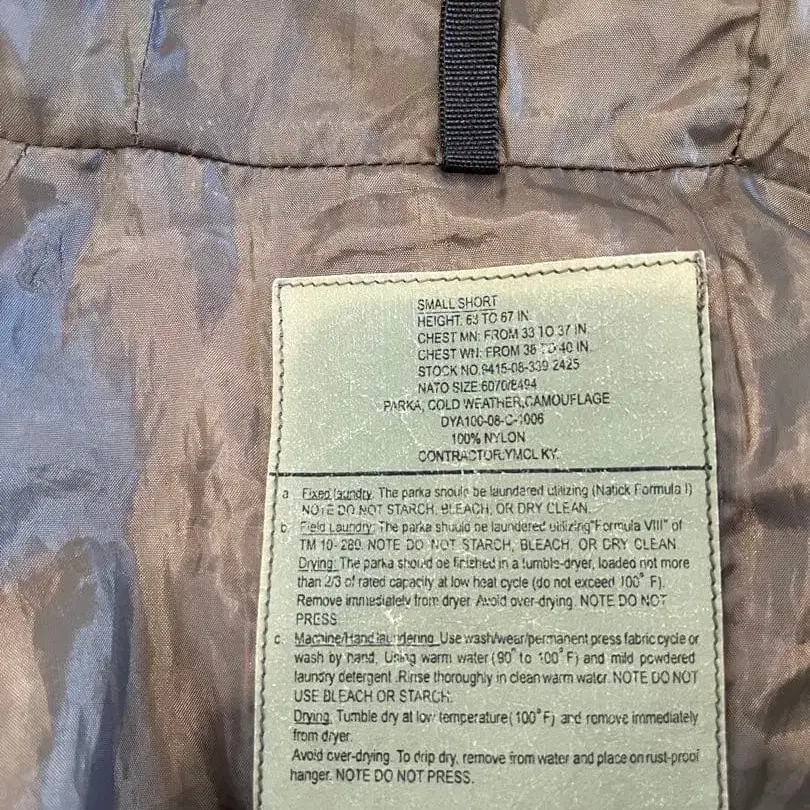 SMALL SHORT
HEIGHT: 63 TO 67 IN.
CHEST MN: FROM 33 TO 37 IN.
CHEST WN: FROM 36 TO 40 IN.
STOCK NO.9415-08-339 2425
NATO SIZE:6070/8494
PARKA, COLD WEATHER,CAMOUFLAGE
DYA100-08-C-1006
100% NYLON
CONTRACTOR:YMCL KY.
a Fixed laundry: The parka should be laundered utilizing (Natick Formula I)
NOTE DO NOT STARCH, BLEACH, OR DRY CLEAN.
b. Field Laundry: The parka should be laundered utilizing"Formula VIII" of
TM 10-280. NOTE DO NOT STARCH, BLEACH, OR DRY CLEAN.
Drying: The parka should be finished in a tumble-dryer, loaded not more
than 2/3 of rated capacity at low heat cycle (do not exceed 100° F).
Remove immediately from dryer. Avoid over-drying. NOTE DO NOT
PRESS.
c. Machine/Hand laundering: Use wash/wear/permanent press fabric cycle or
wash by hand, Using warm water (90° to 100° F) and mild powdered
laundry detergent .Rinse thoroughly in clean warm water. NOTE DO NOT
USE BLEACH OR STARCH.
Drying: Tumble dry at low temperature(100° F) and remove immediately
from dryer.
Avoid over-drying. To drip dry, remove from water and place on rust-proof
hanger. NOTE DO NOT PRESS.